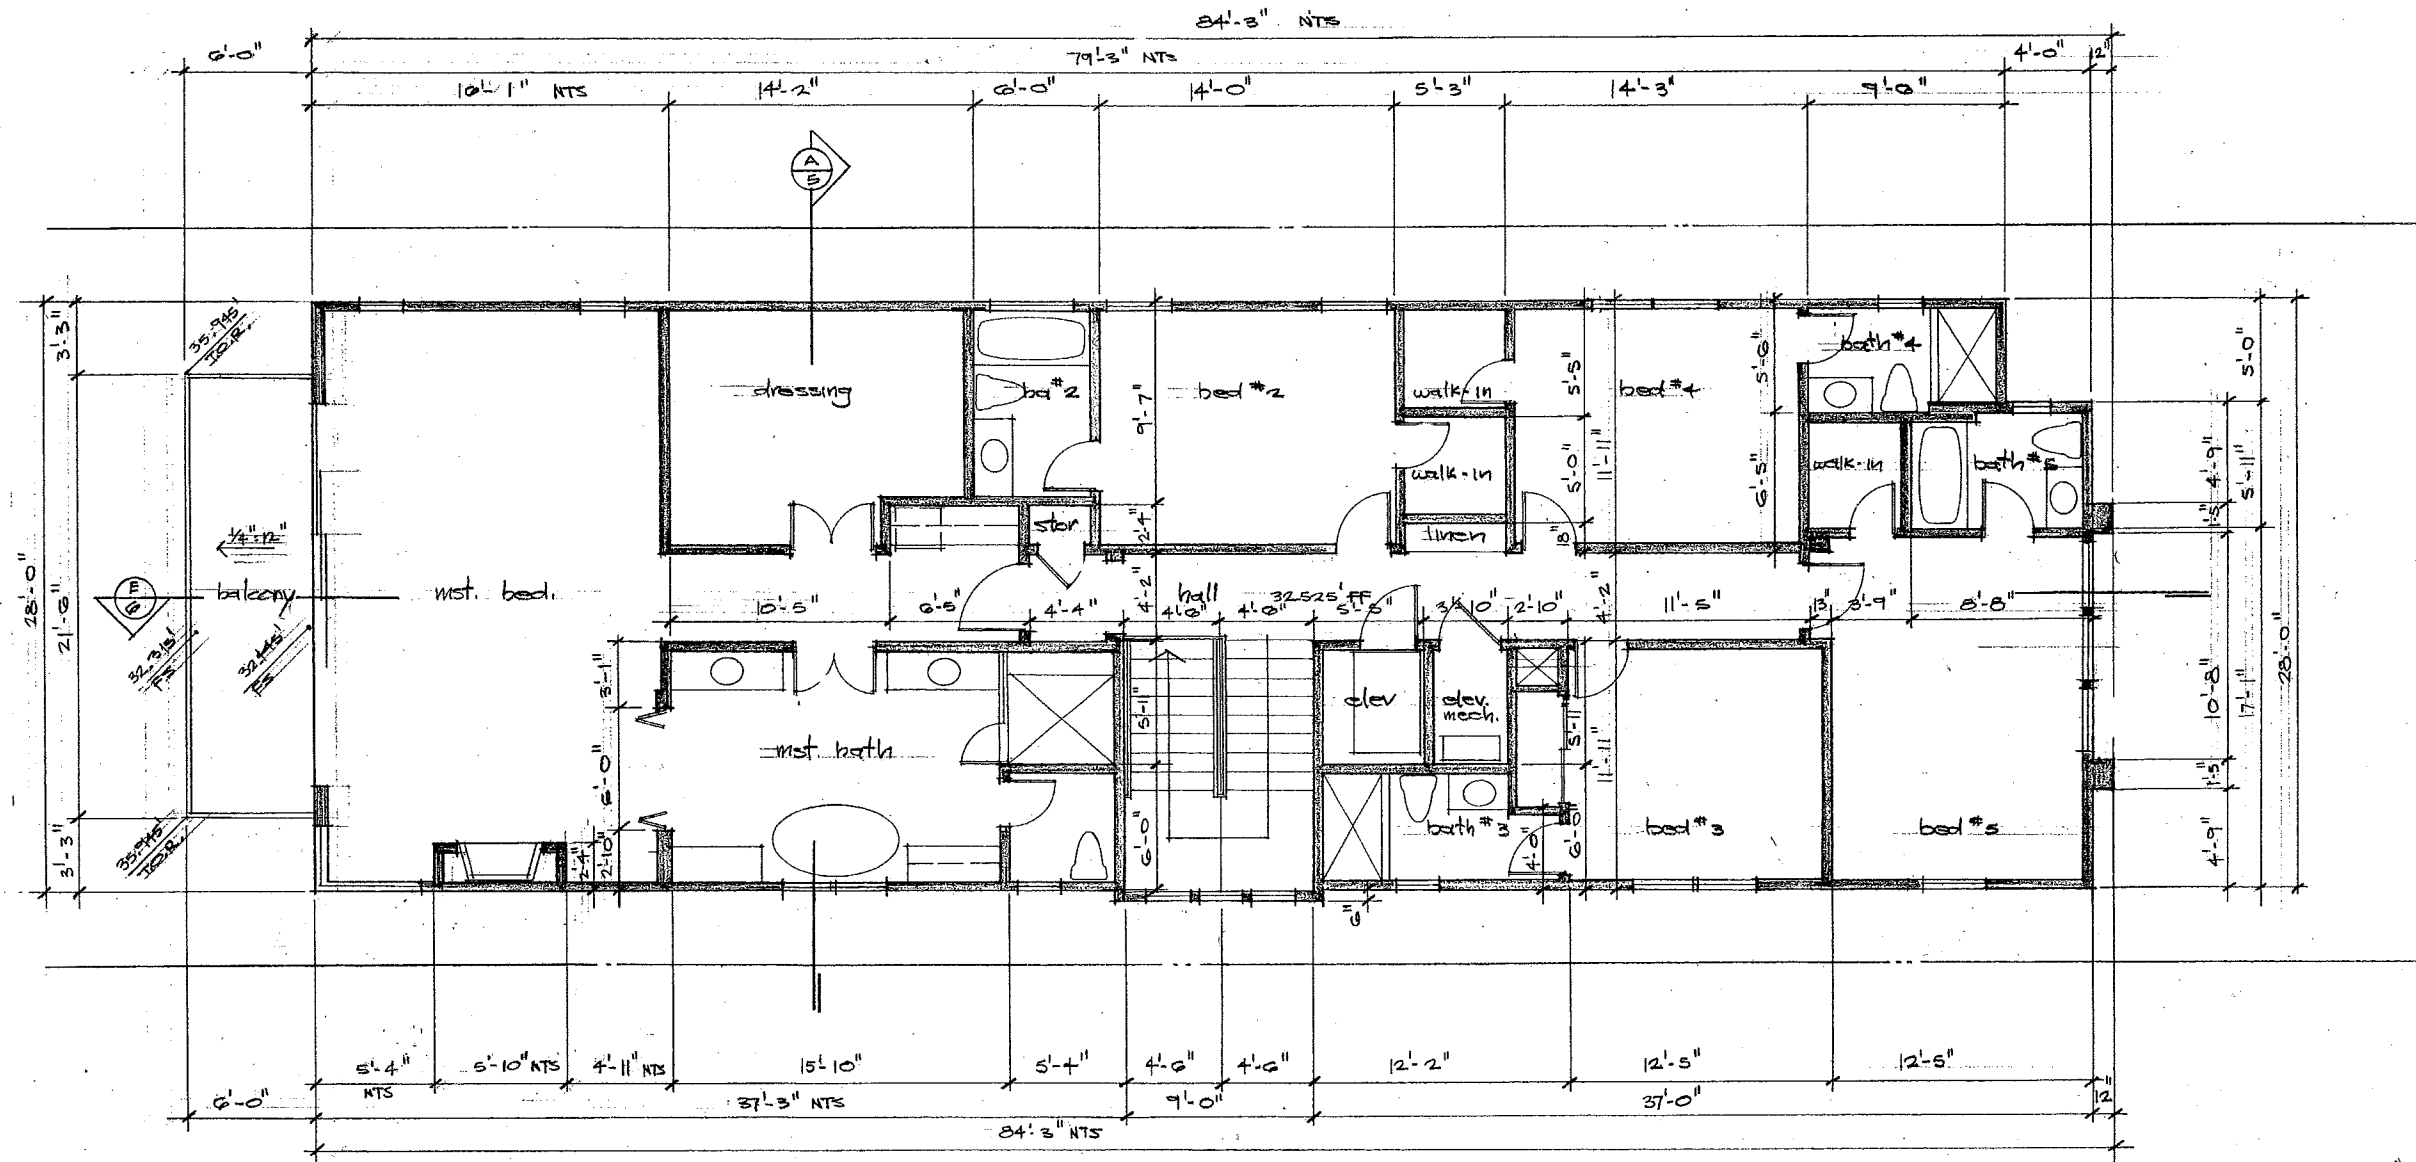 84'-3" NTS
6'-0"
79'-3" NTS
4'-0"
12"
16'-1" NTS
14'-2"
6'-0"
14'-0"
5'-3"
14'-3"
9'-8"
A
5
3'-3"
35.945'
T.O.R.
5'-0"
dressing
ba #2
bed #2
walk-in
5'-5"
bed #4
5'-6"
bath #4
9'-7"
walk-in
5'-0"
11'-11"
6'-5"
walk-in
bath #5
4'-9"
5'-11"
stor
2'-4"
linen
18"
1'-5"
1/4":12"
28'-0"
21'-6"
E
6
balcony
mst. bed.
10'-5"
6'-5"
4'-4"
4'-2"
hall
32.525' FF
4'-6"
4'-6"
5'-5"
2'-10"
4'-2"
11'-5"
13"
3'-9"
8'-8"
32.315'
FS
32.445'
FS
3'-1"
5'-1"
elev
elev.
mech.
5'-11"
11'-11"
10'-8"
17'-1"
28'-0"
mst. bath
6'-0"
1'-5"
35.945'
T.O.R.
3'-3"
2'-4"
2'-10"
6'-0"
bath #3
4'-0"
6'-0"
bed #3
bed #5
4'-9"
6"
5'-4"
NTS
5'-10" NTS
4'-11" NTS
15'-10"
5'-4"
4'-6"
4'-6"
12'-2"
12'-5"
12'-5"
6'-0"
37'-3" NTS
9'-0"
37'-0"
12"
84'-3" NTS